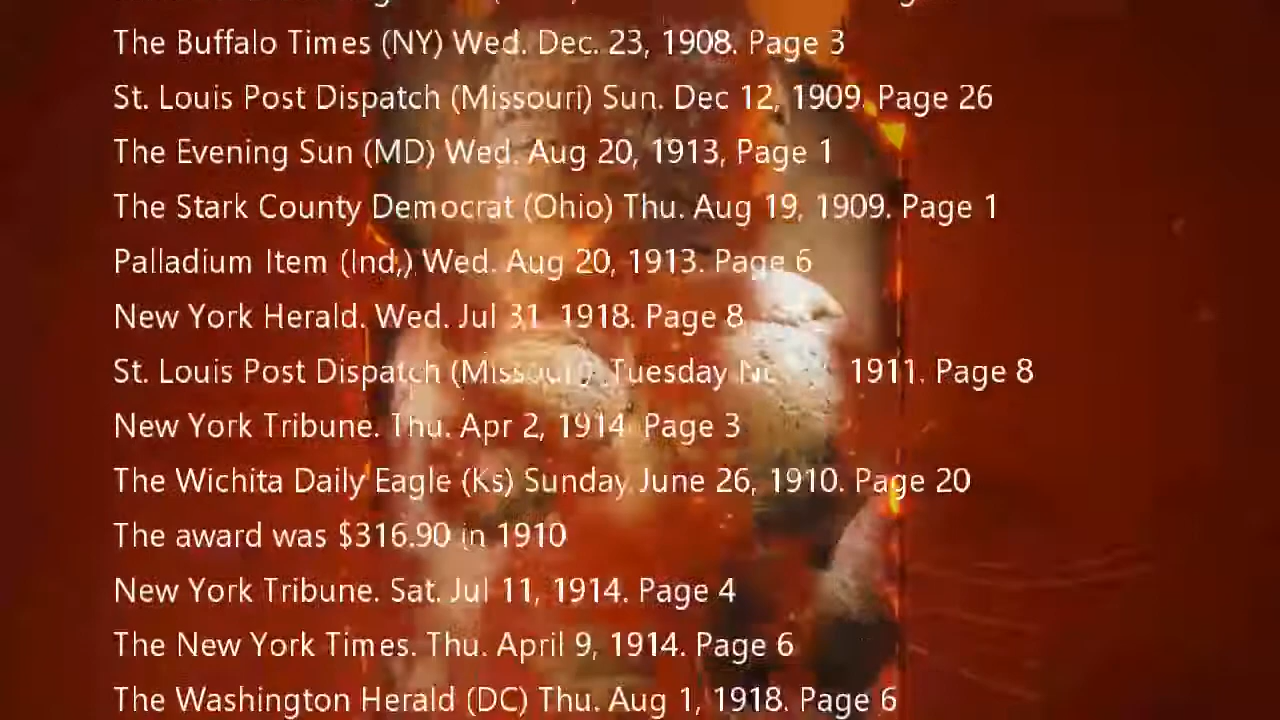 The Buffalo Times (NY) Wed. Dec. 23, 1908. Page 3
St. Louis Post Dispatch (Missouri) Sun. Dec 12, 1909. Page 26
The Evening Sun (MD) Wed. Aug 20, 1913, Page 1
The Stark County Democrat (Ohio) Thu. Aug 19, 1909. Page 1
Palladium Item (Ind,) Wed. Aug 20, 1913. Page 6
New York Herald. Wed. Jul 31 1918. Page 8
St. Louis Post Dispatch (Missouri) Tuesday 1911. Page 8
New York Tribune. Thu. Apr 2, 1914 Page 3
The Wichita Daily Eagle (Ks) Sunday June 26, 1910. Page 20
The award was $316.90 in 1910
New York Tribune. Sat. Jul 11, 1914. Page 4
The New York Times. Thu. April 9, 1914. Page 6
The Washington Herald (DC) Thu. Aug 1, 1918. Page 6